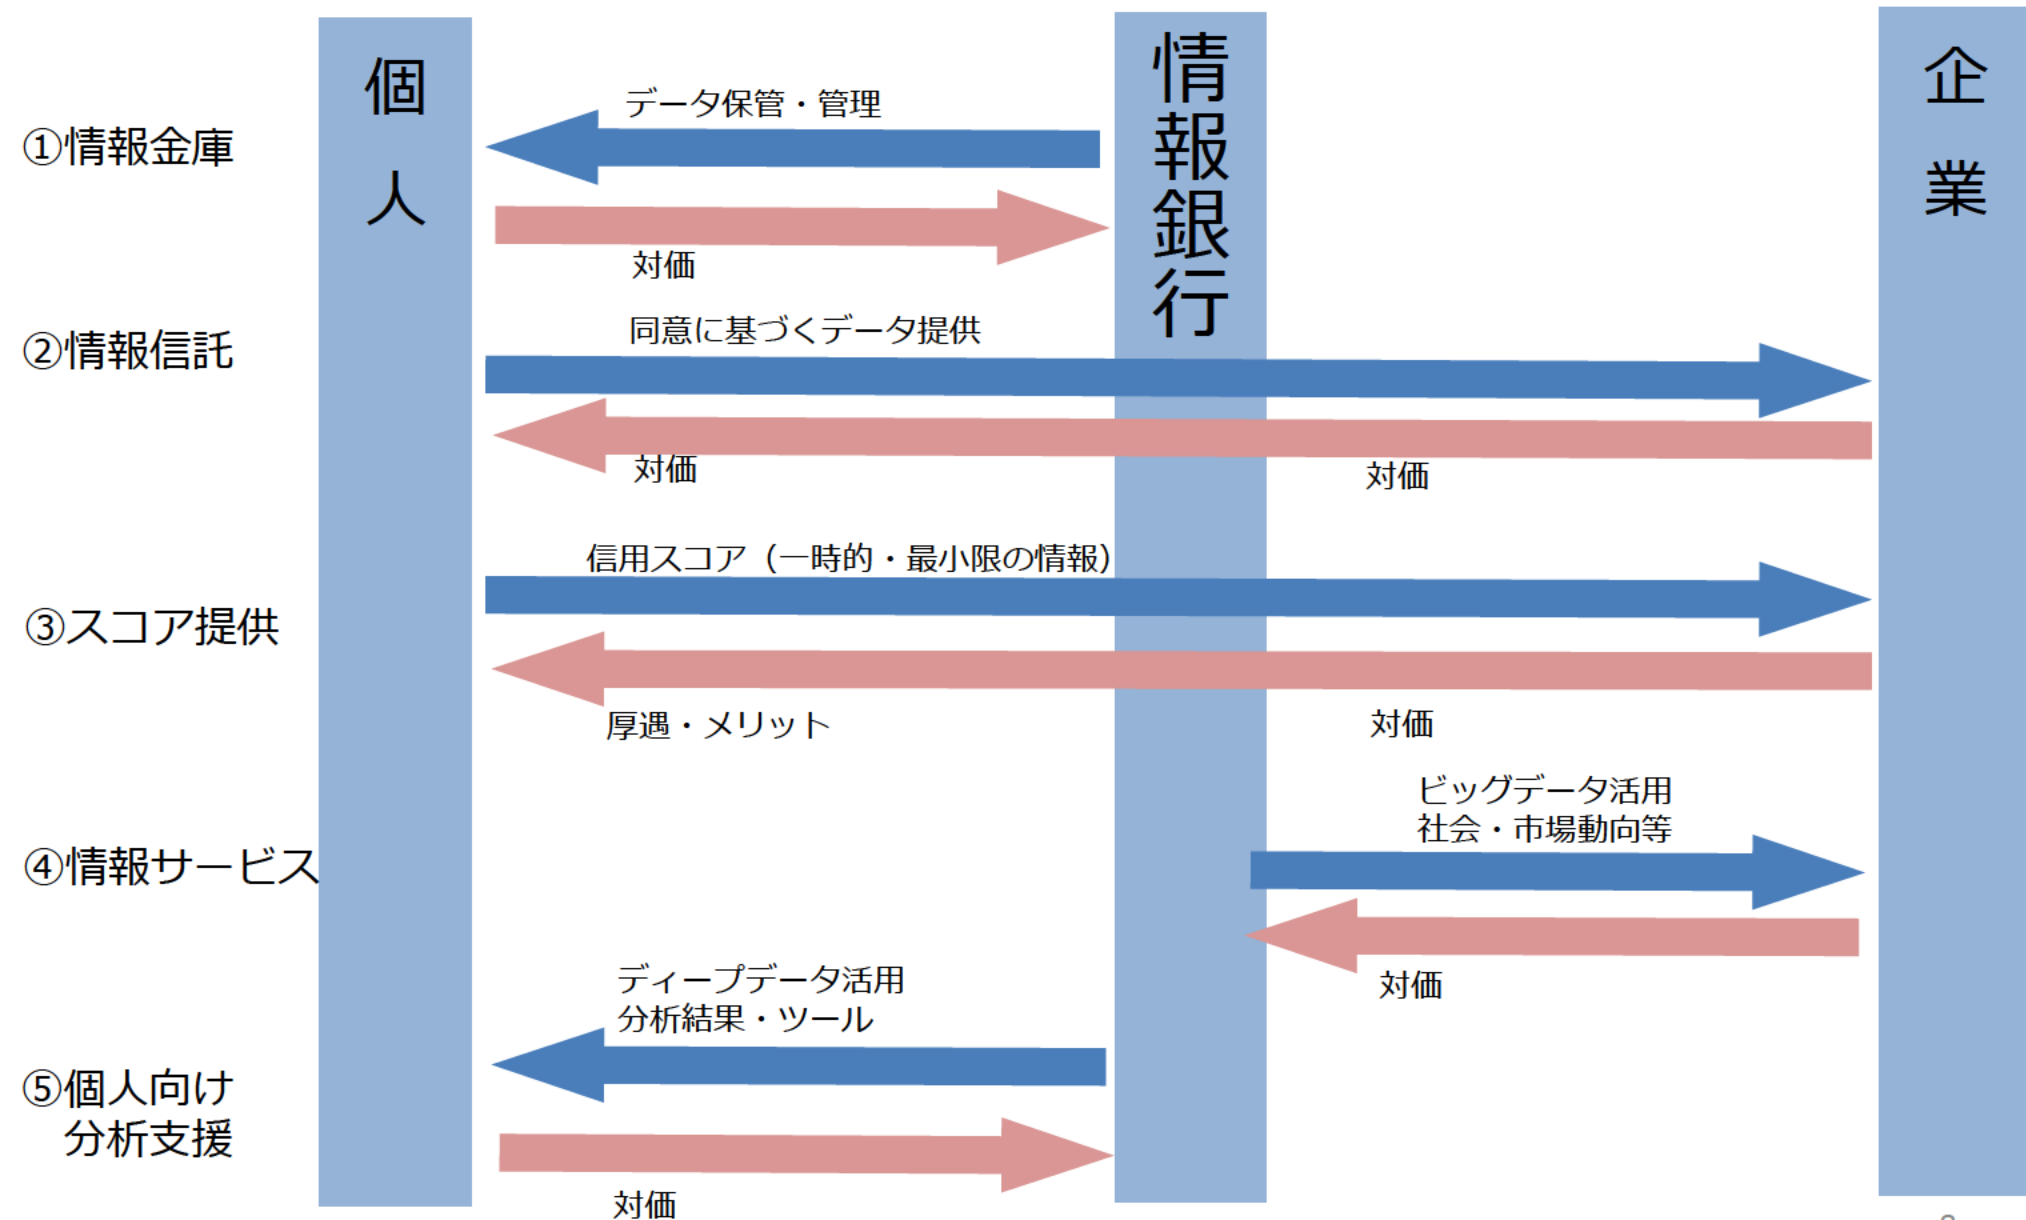 個人
情報銀行
企業
①情報金庫
データ保管・管理
対価
②情報信託
同意に基づくデータ提供
対価
対価
③スコア提供
信用スコア（一時的・最小限の情報）
厚遇・メリット
対価
④情報サービス
ビッグデータ活用
社会・市場動向等
対価
⑤個人向け
分析支援
ディープデータ活用
分析結果・ツール
対価